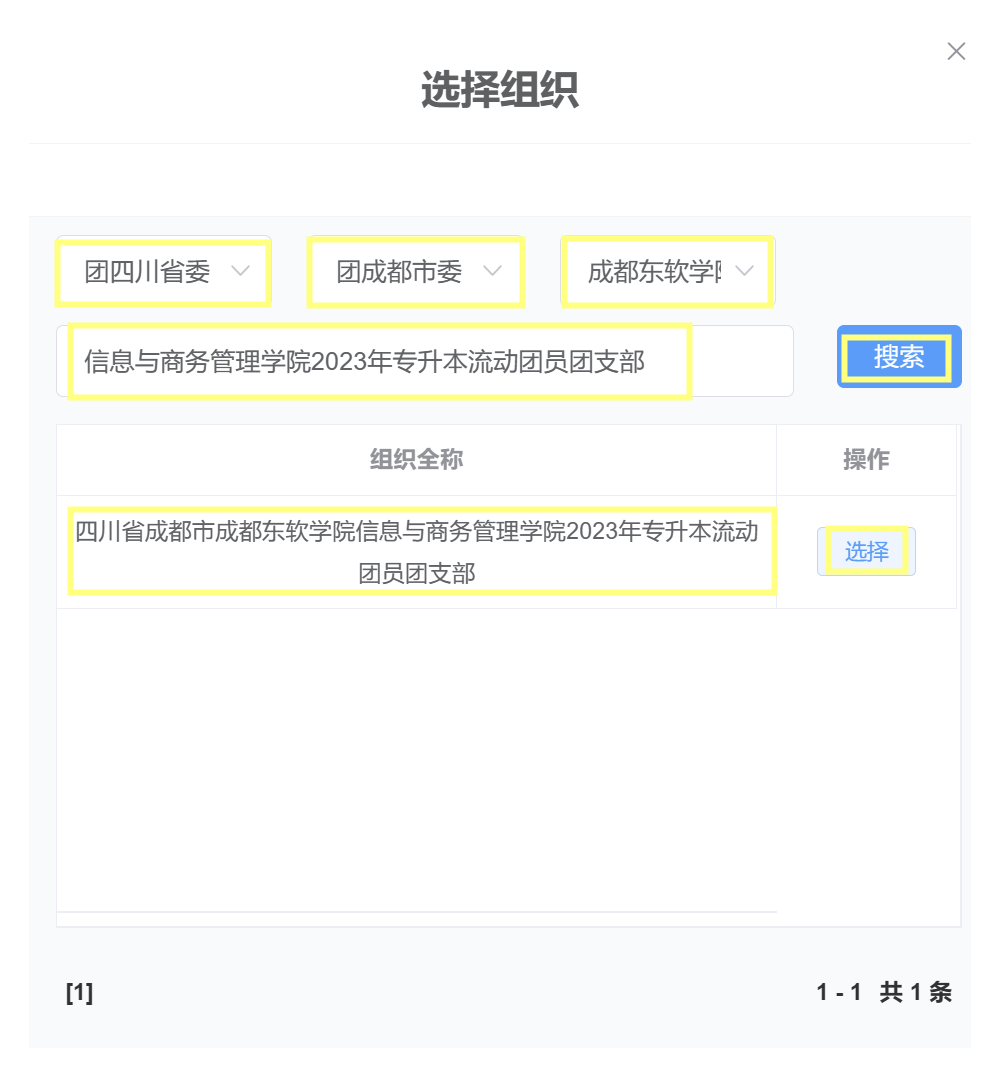 选择组织
团四川省委 团成都市委 成都东软学
信息与商务管理学院2023年专升本流动团员团支部 搜索
组织全称 操作
四川省成都市成都东软学院信息与商务管理学院2023年专升本流动
团员团支部
选择
[1] 1 - 1 共 1 条